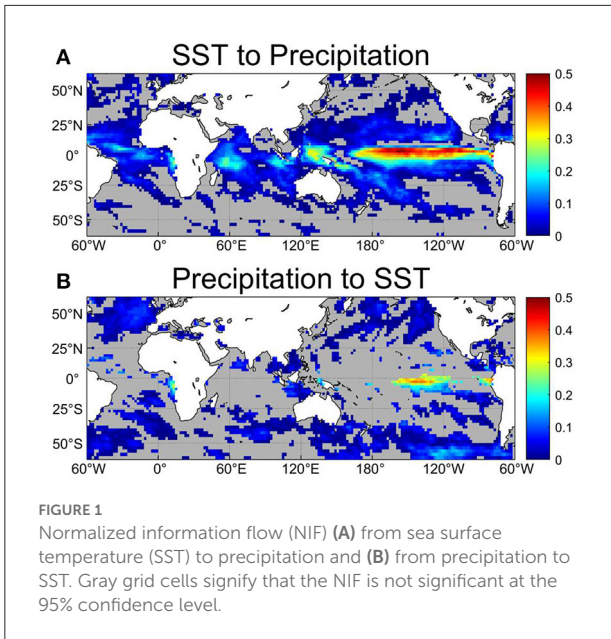 A SST to Precipitation
50°N
25°N
0°
25°S
50°S
60°W 0° 60°E 120°E 180°W 120°W 60°W
0.5
0.4
0.3
0.2
0.1
0
B Precipitation to SST
50°N
25°N
0°
25°S
50°S
60°W 0° 60°E 120°E 180°W 120°W 60°W
0.5
0.4
0.3
0.2
0.1
0
FIGURE 1
Normalized information flow (NIF) (A) from sea surface
temperature (SST) to precipitation and (B) from precipitation to
SST. Gray grid cells signify that the NIF is not significant at the
95% confidence level.